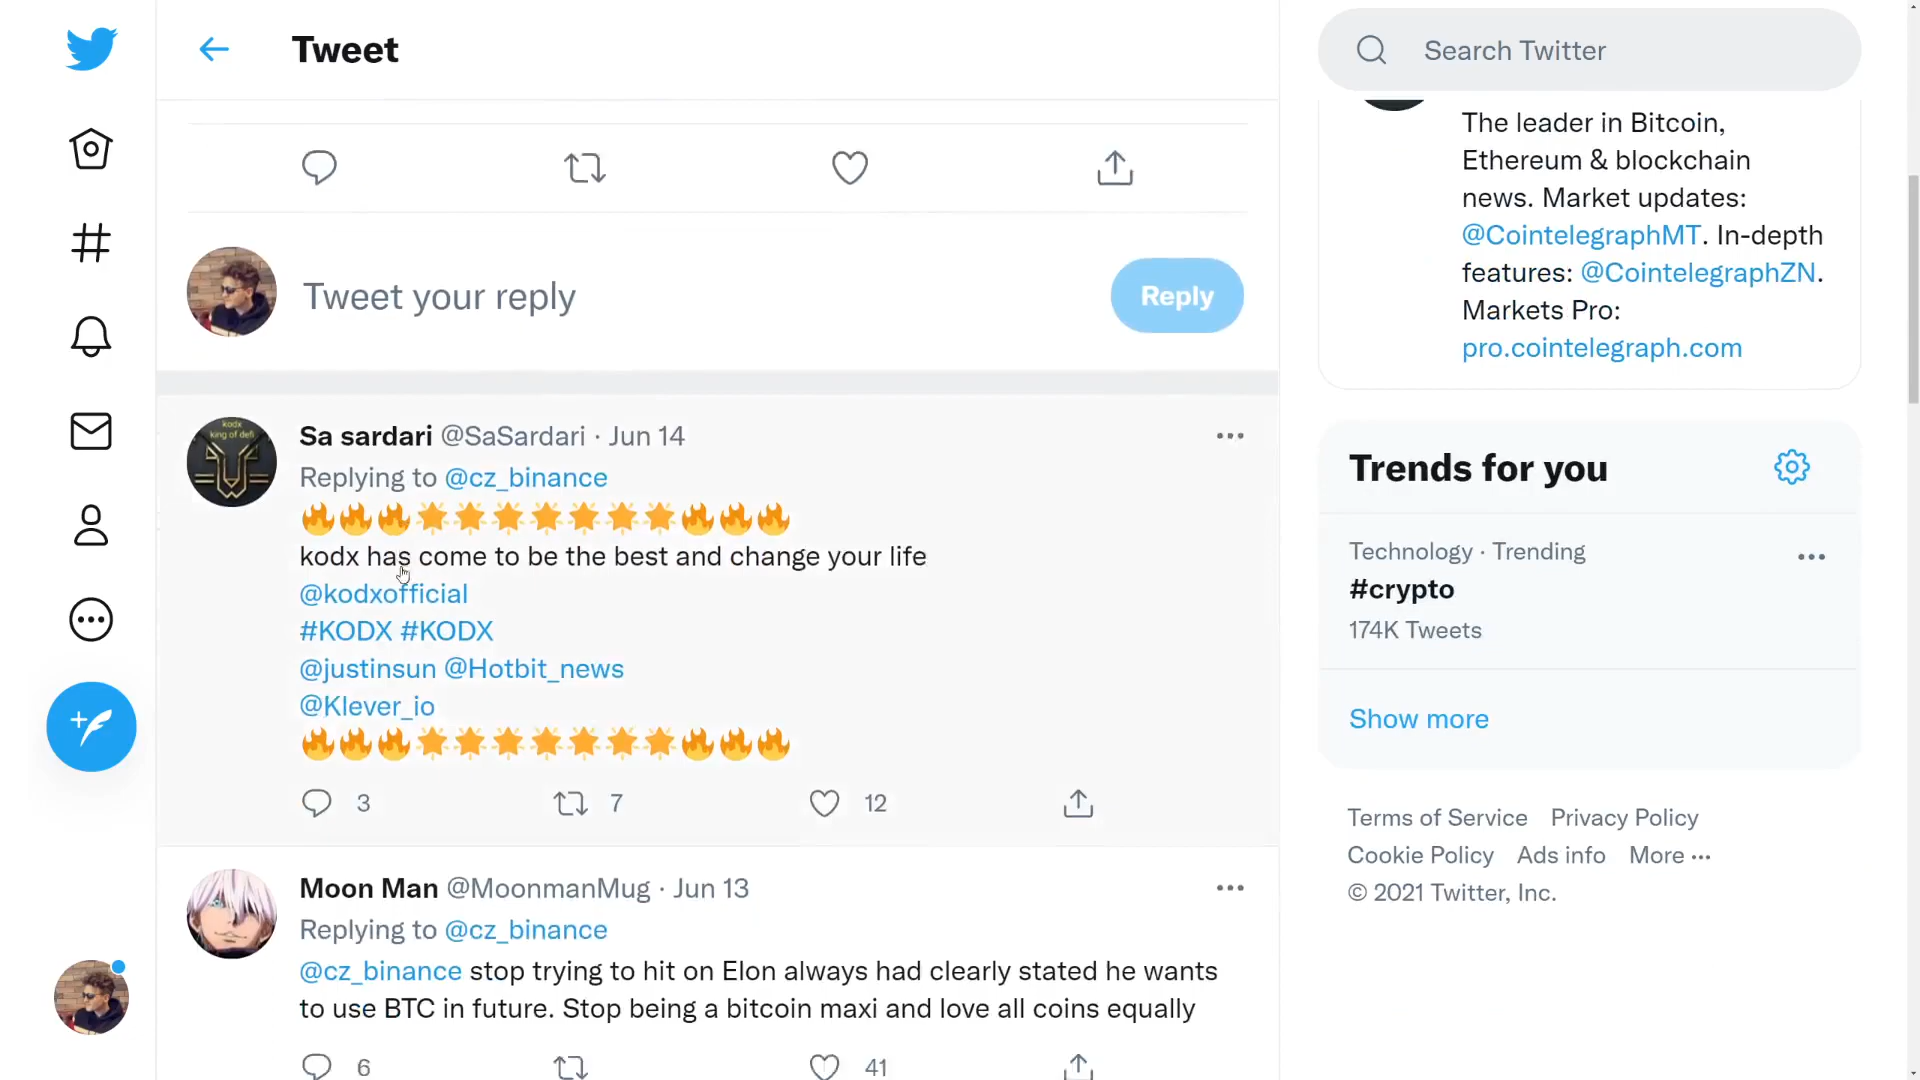 Tweet
Search Twitter
The leader in Bitcoin,
Ethereum & blockchain
news. Market updates:
@CointelegraphMT. In-depth
features: @CointelegraphZN.
Markets Pro:
pro.cointelegraph.com
Tweet your reply
Reply
Sa sardari @SaSardari · Jun 14
Replying to @cz_binance
🔥🔥🔥🌟🌟🌟🌟🌟🌟🌟🔥🔥🔥
kodx has come to be the best and change your life
@kodxofficial
#KODX #KODX
@justinsun @Hotbit_news
@Klever_io
🔥🔥🔥🌟🌟🌟🌟🌟🌟🌟🔥🔥🔥
3 7 12
kodx
king of defi
Moon Man @MoonmanMug · Jun 13
Replying to @cz_binance
@cz_binance stop trying to hit on Elon always had clearly stated he wants
to use BTC in future. Stop being a bitcoin maxi and love all coins equally
6 41
Trends for you
Technology · Trending
#crypto
174K Tweets
Show more
Terms of Service Privacy Policy
Cookie Policy Ads info More ···
© 2021 Twitter, Inc.